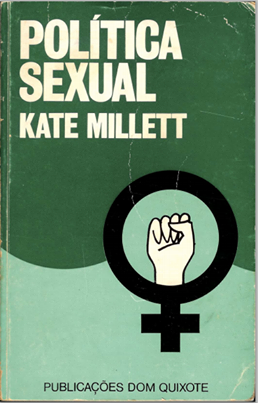 POLÍTICA
SEXUAL
KATE MILLETT
PUBLICAÇÕES DOM QUIXOTE